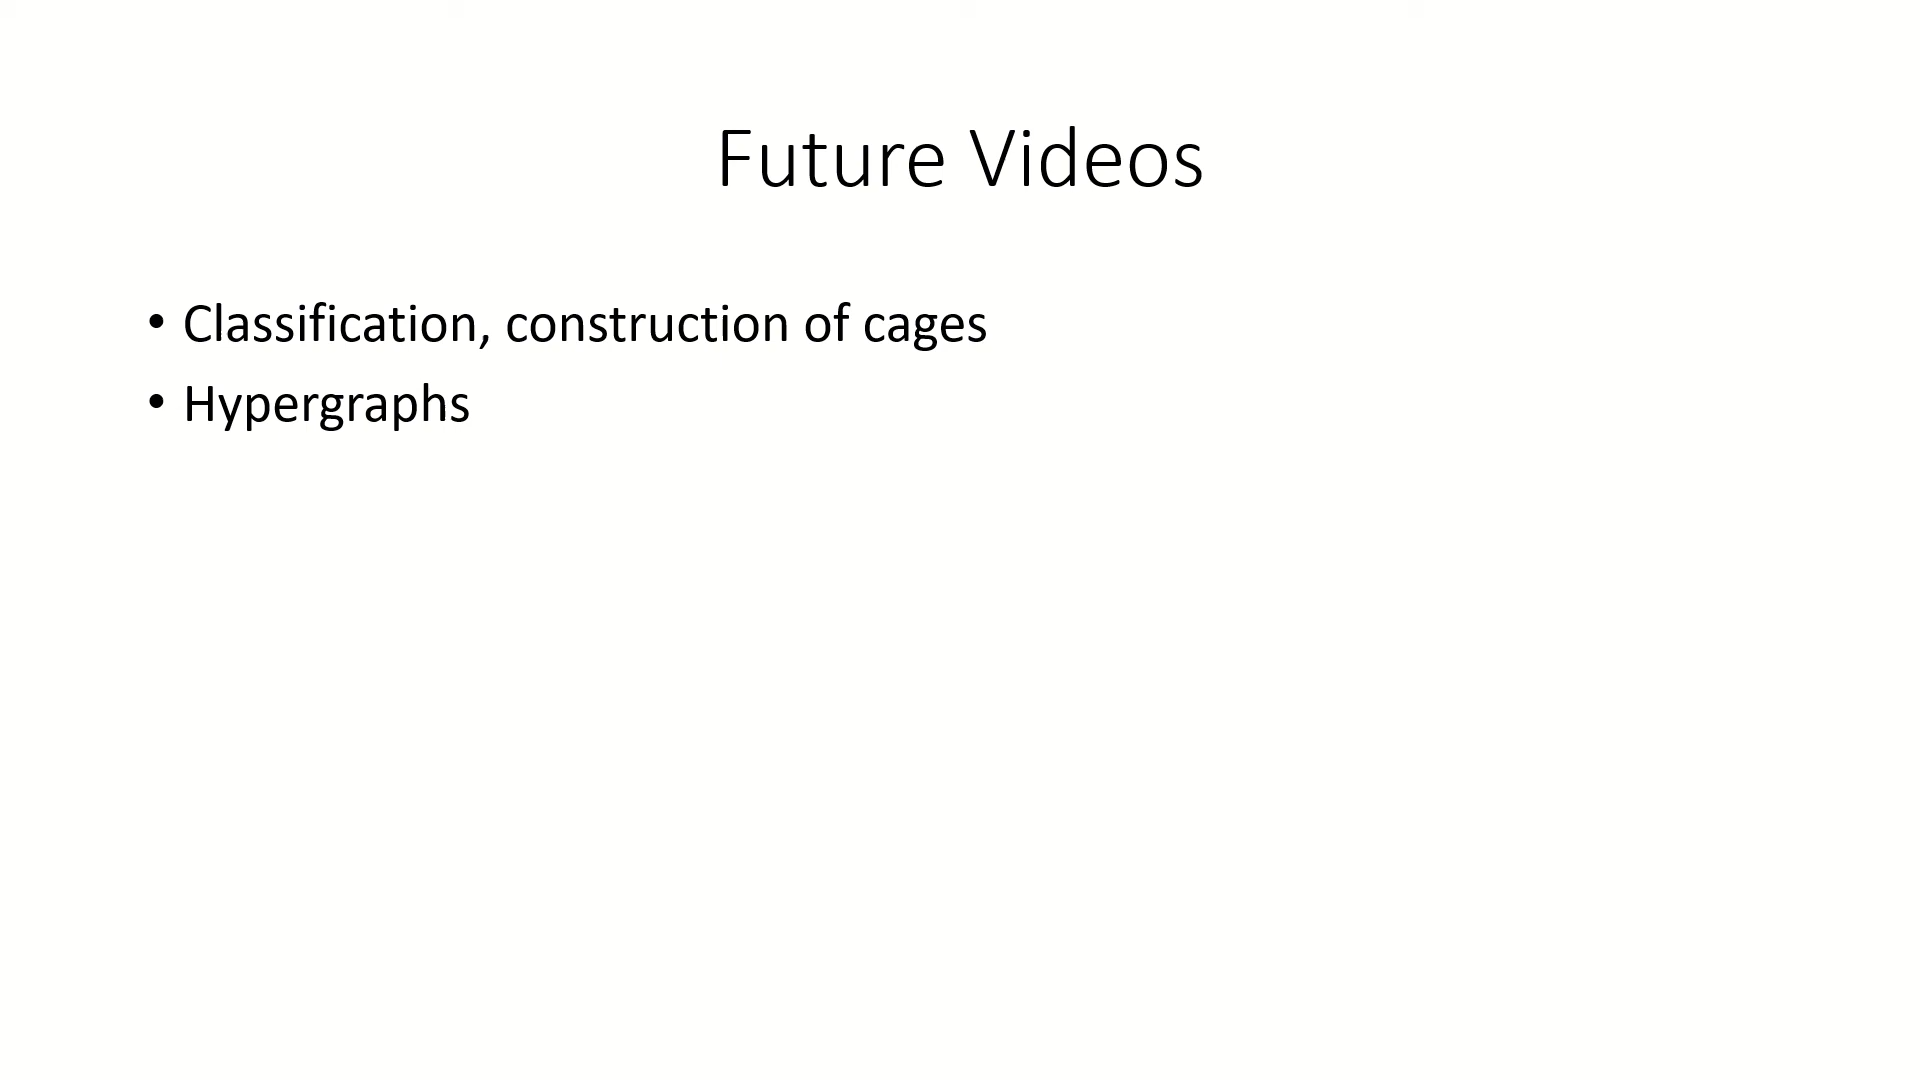 Future Videos
• Classification, construction of cages
• Hypergraphs